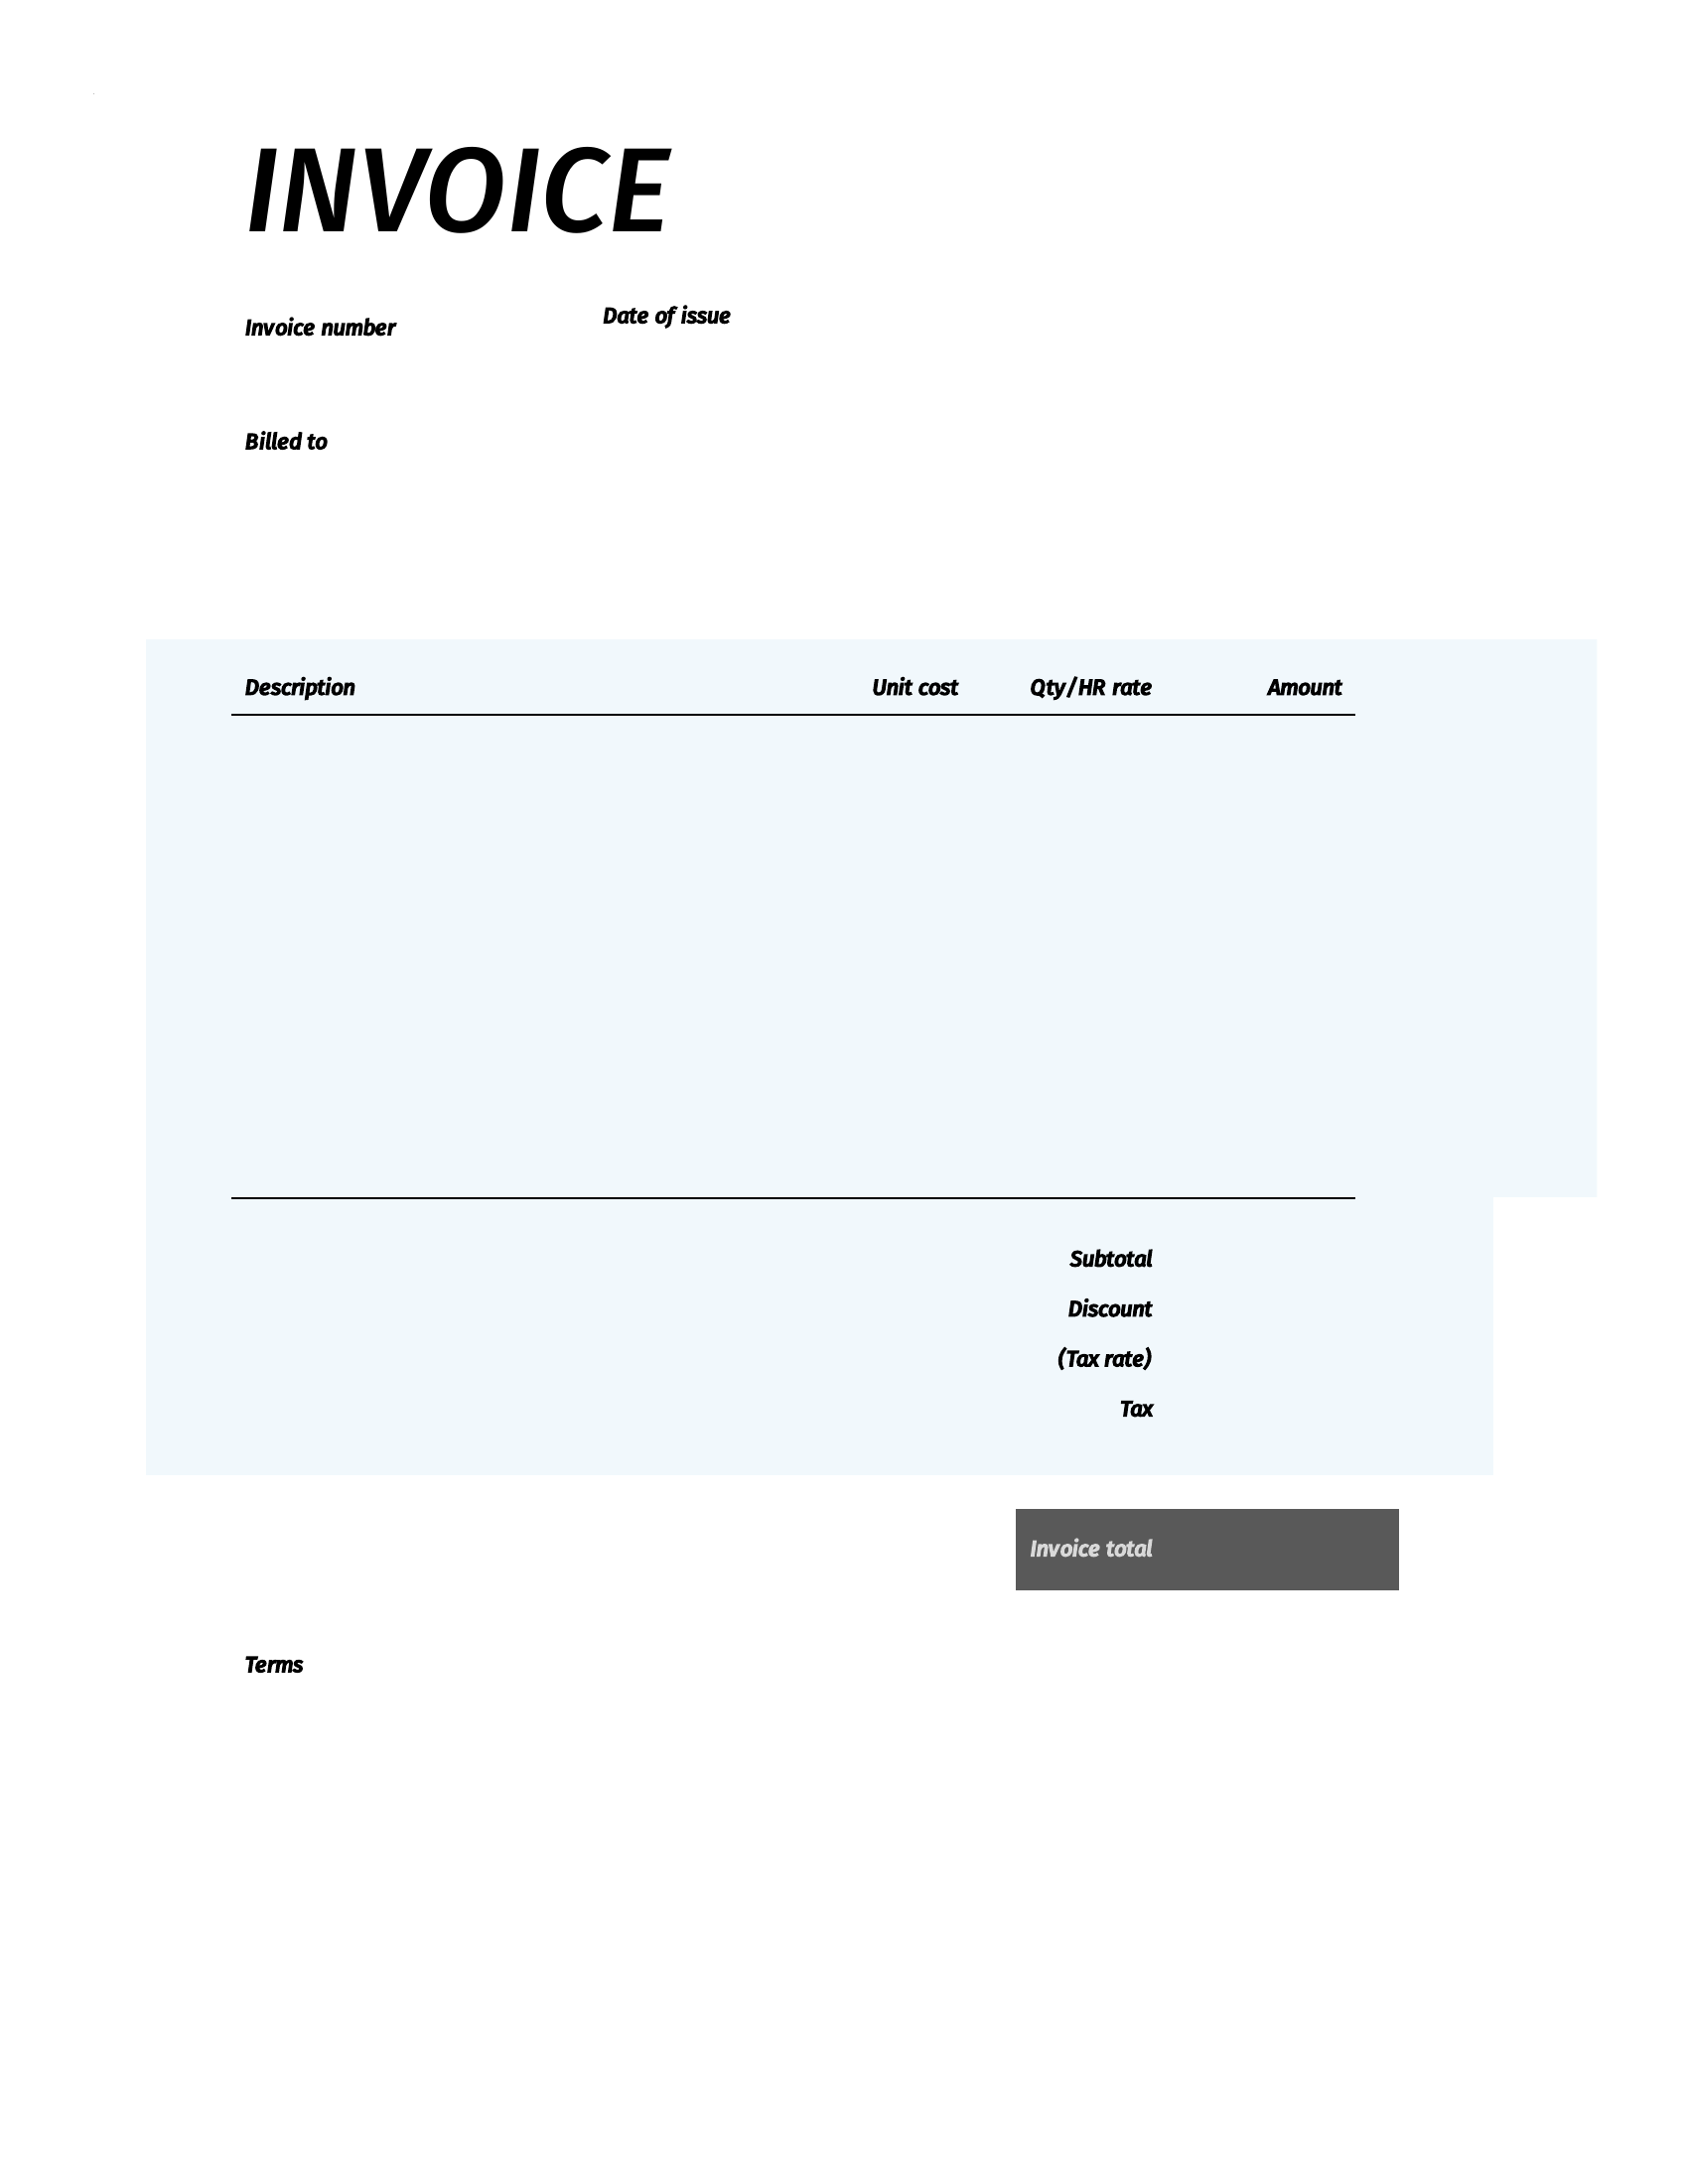 INVOICE
Invoice number
Date of issue
Billed to
Description Unit cost Qty/HR rate Amount
Subtotal
Discount
(Tax rate)
Tax
Invoice total
Terms